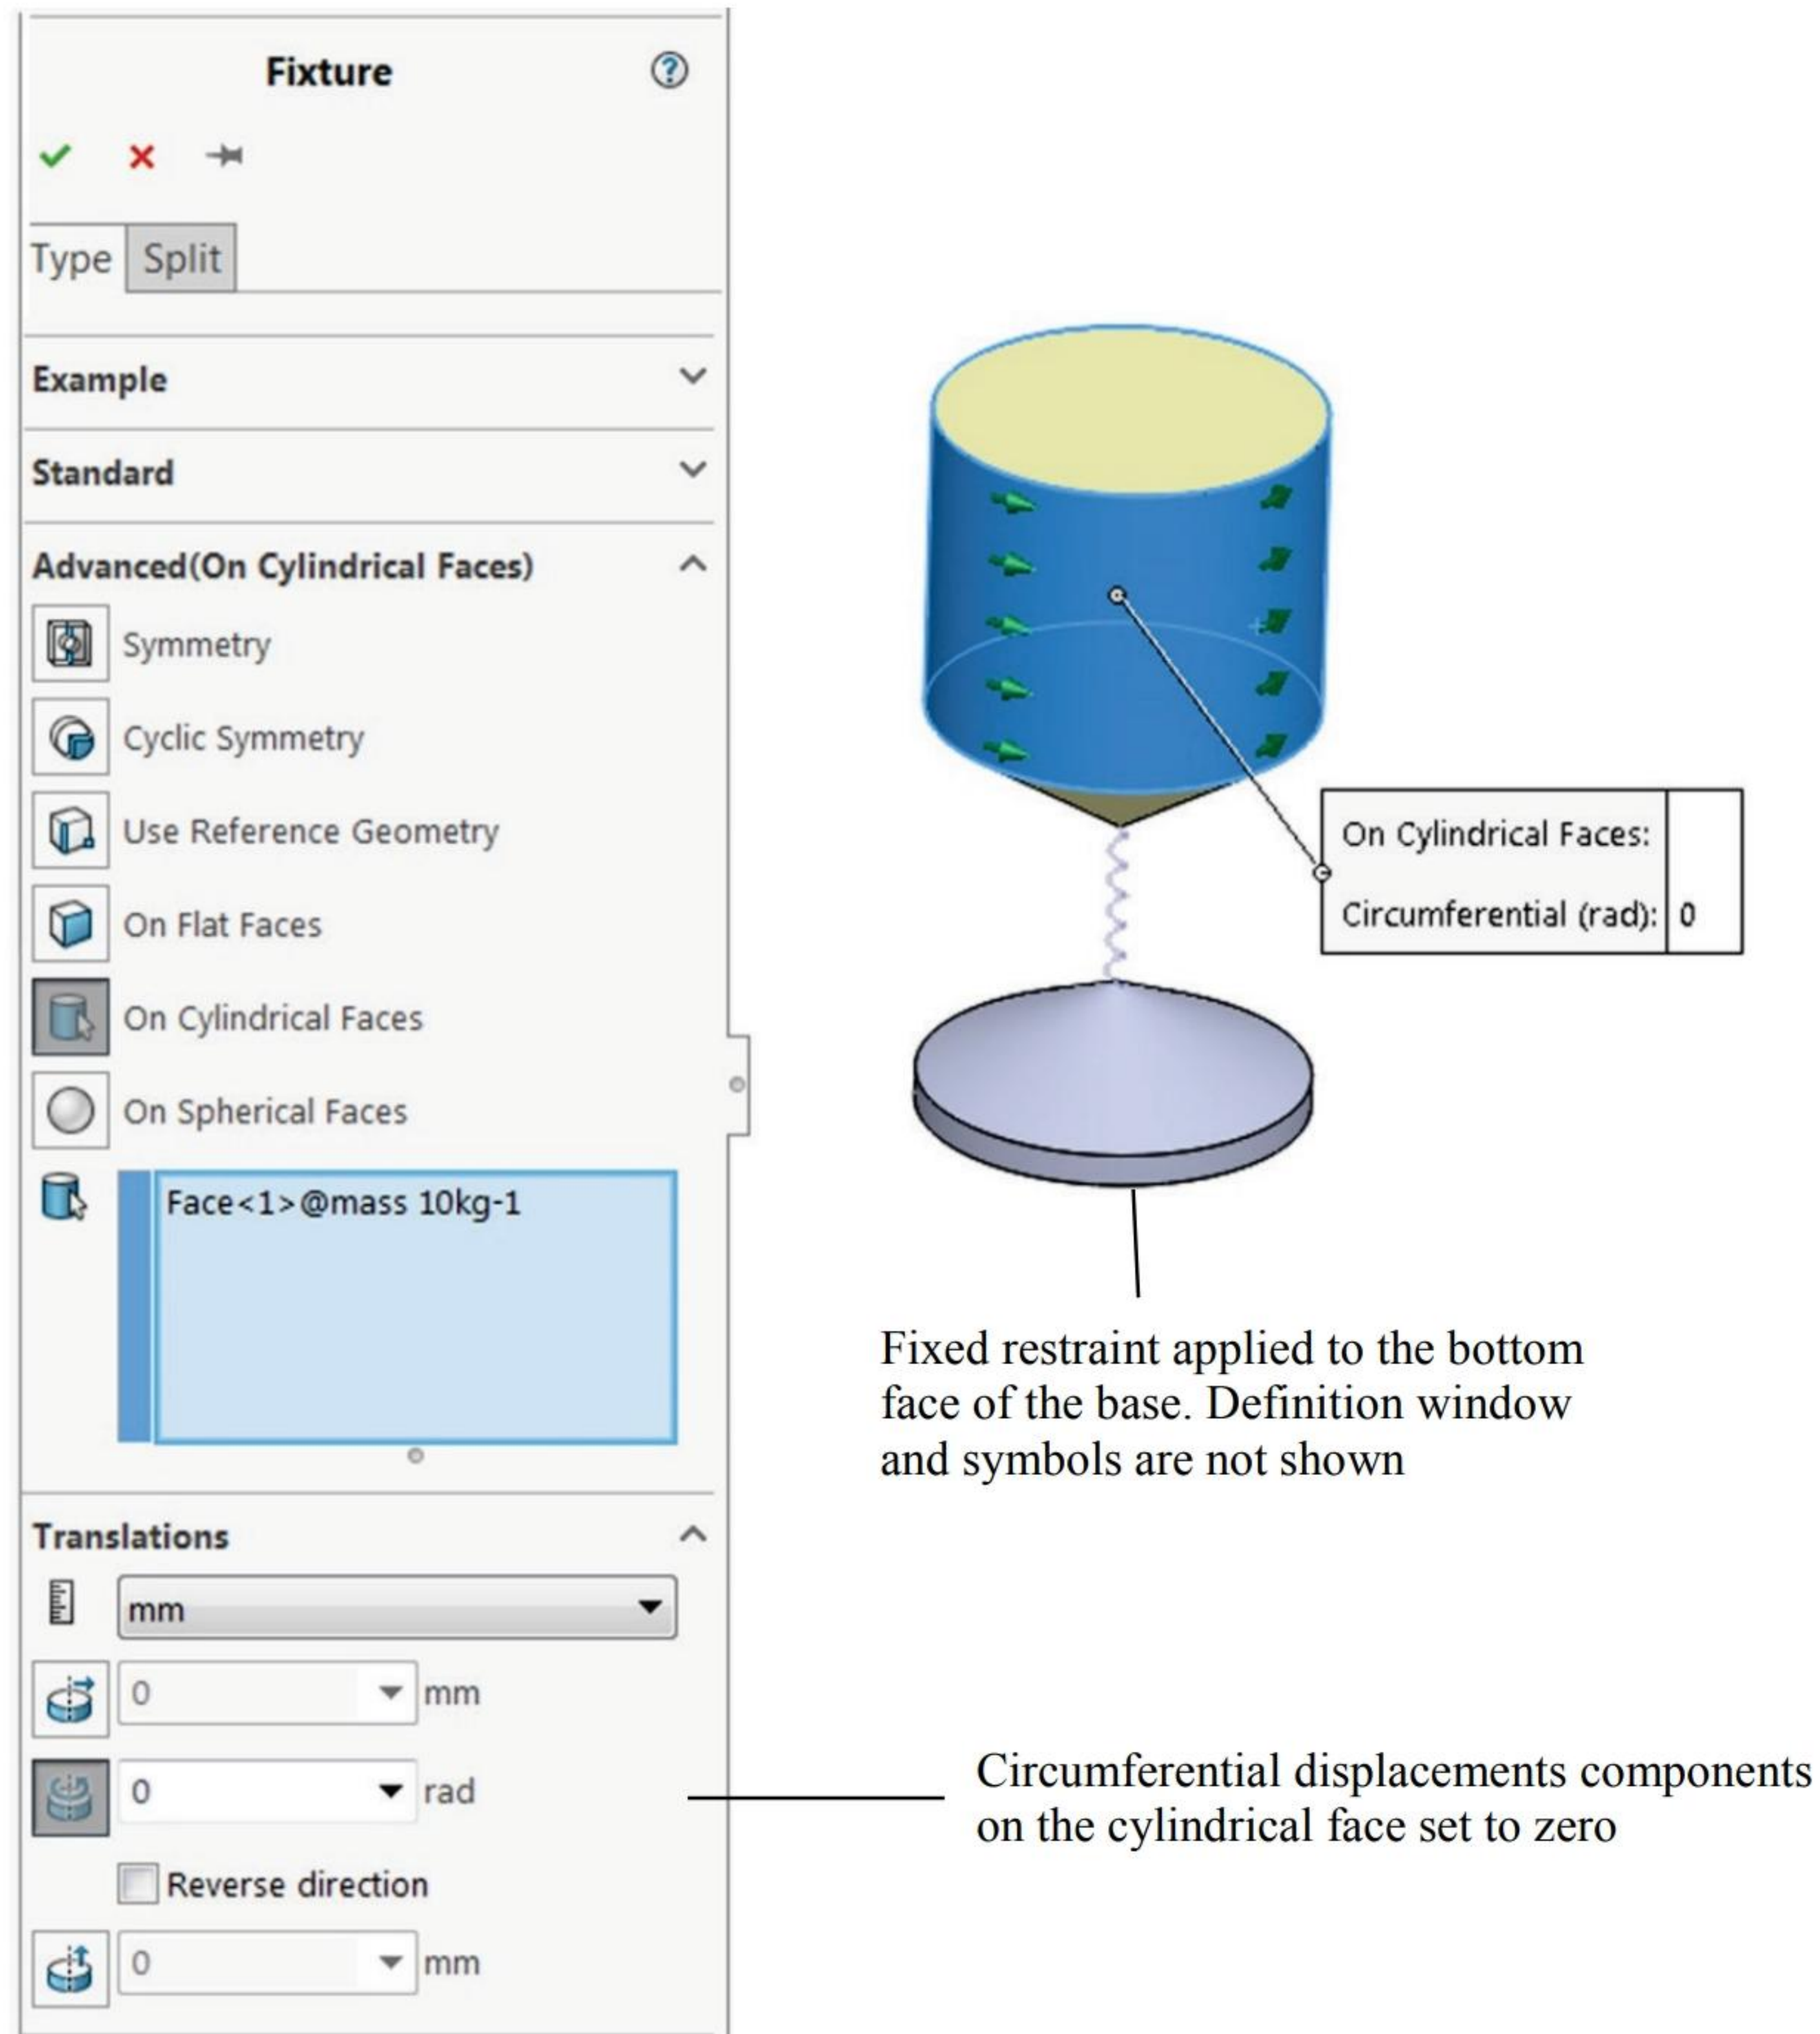 Fixture
Type Split
Example
Standard
Advanced(On Cylindrical Faces)
Symmetry
Cyclic Symmetry
Use Reference Geometry
On Flat Faces
On Cylindrical Faces
On Spherical Faces
Face<1>@mass 10kg-1
Translations
mm
0 mm
0 rad
Reverse direction
0 mm
On Cylindrical Faces:
Circumferential (rad): 0
Fixed restraint applied to the bottom
face of the base. Definition window
and symbols are not shown
Circumferential displacements components
on the cylindrical face set to zero